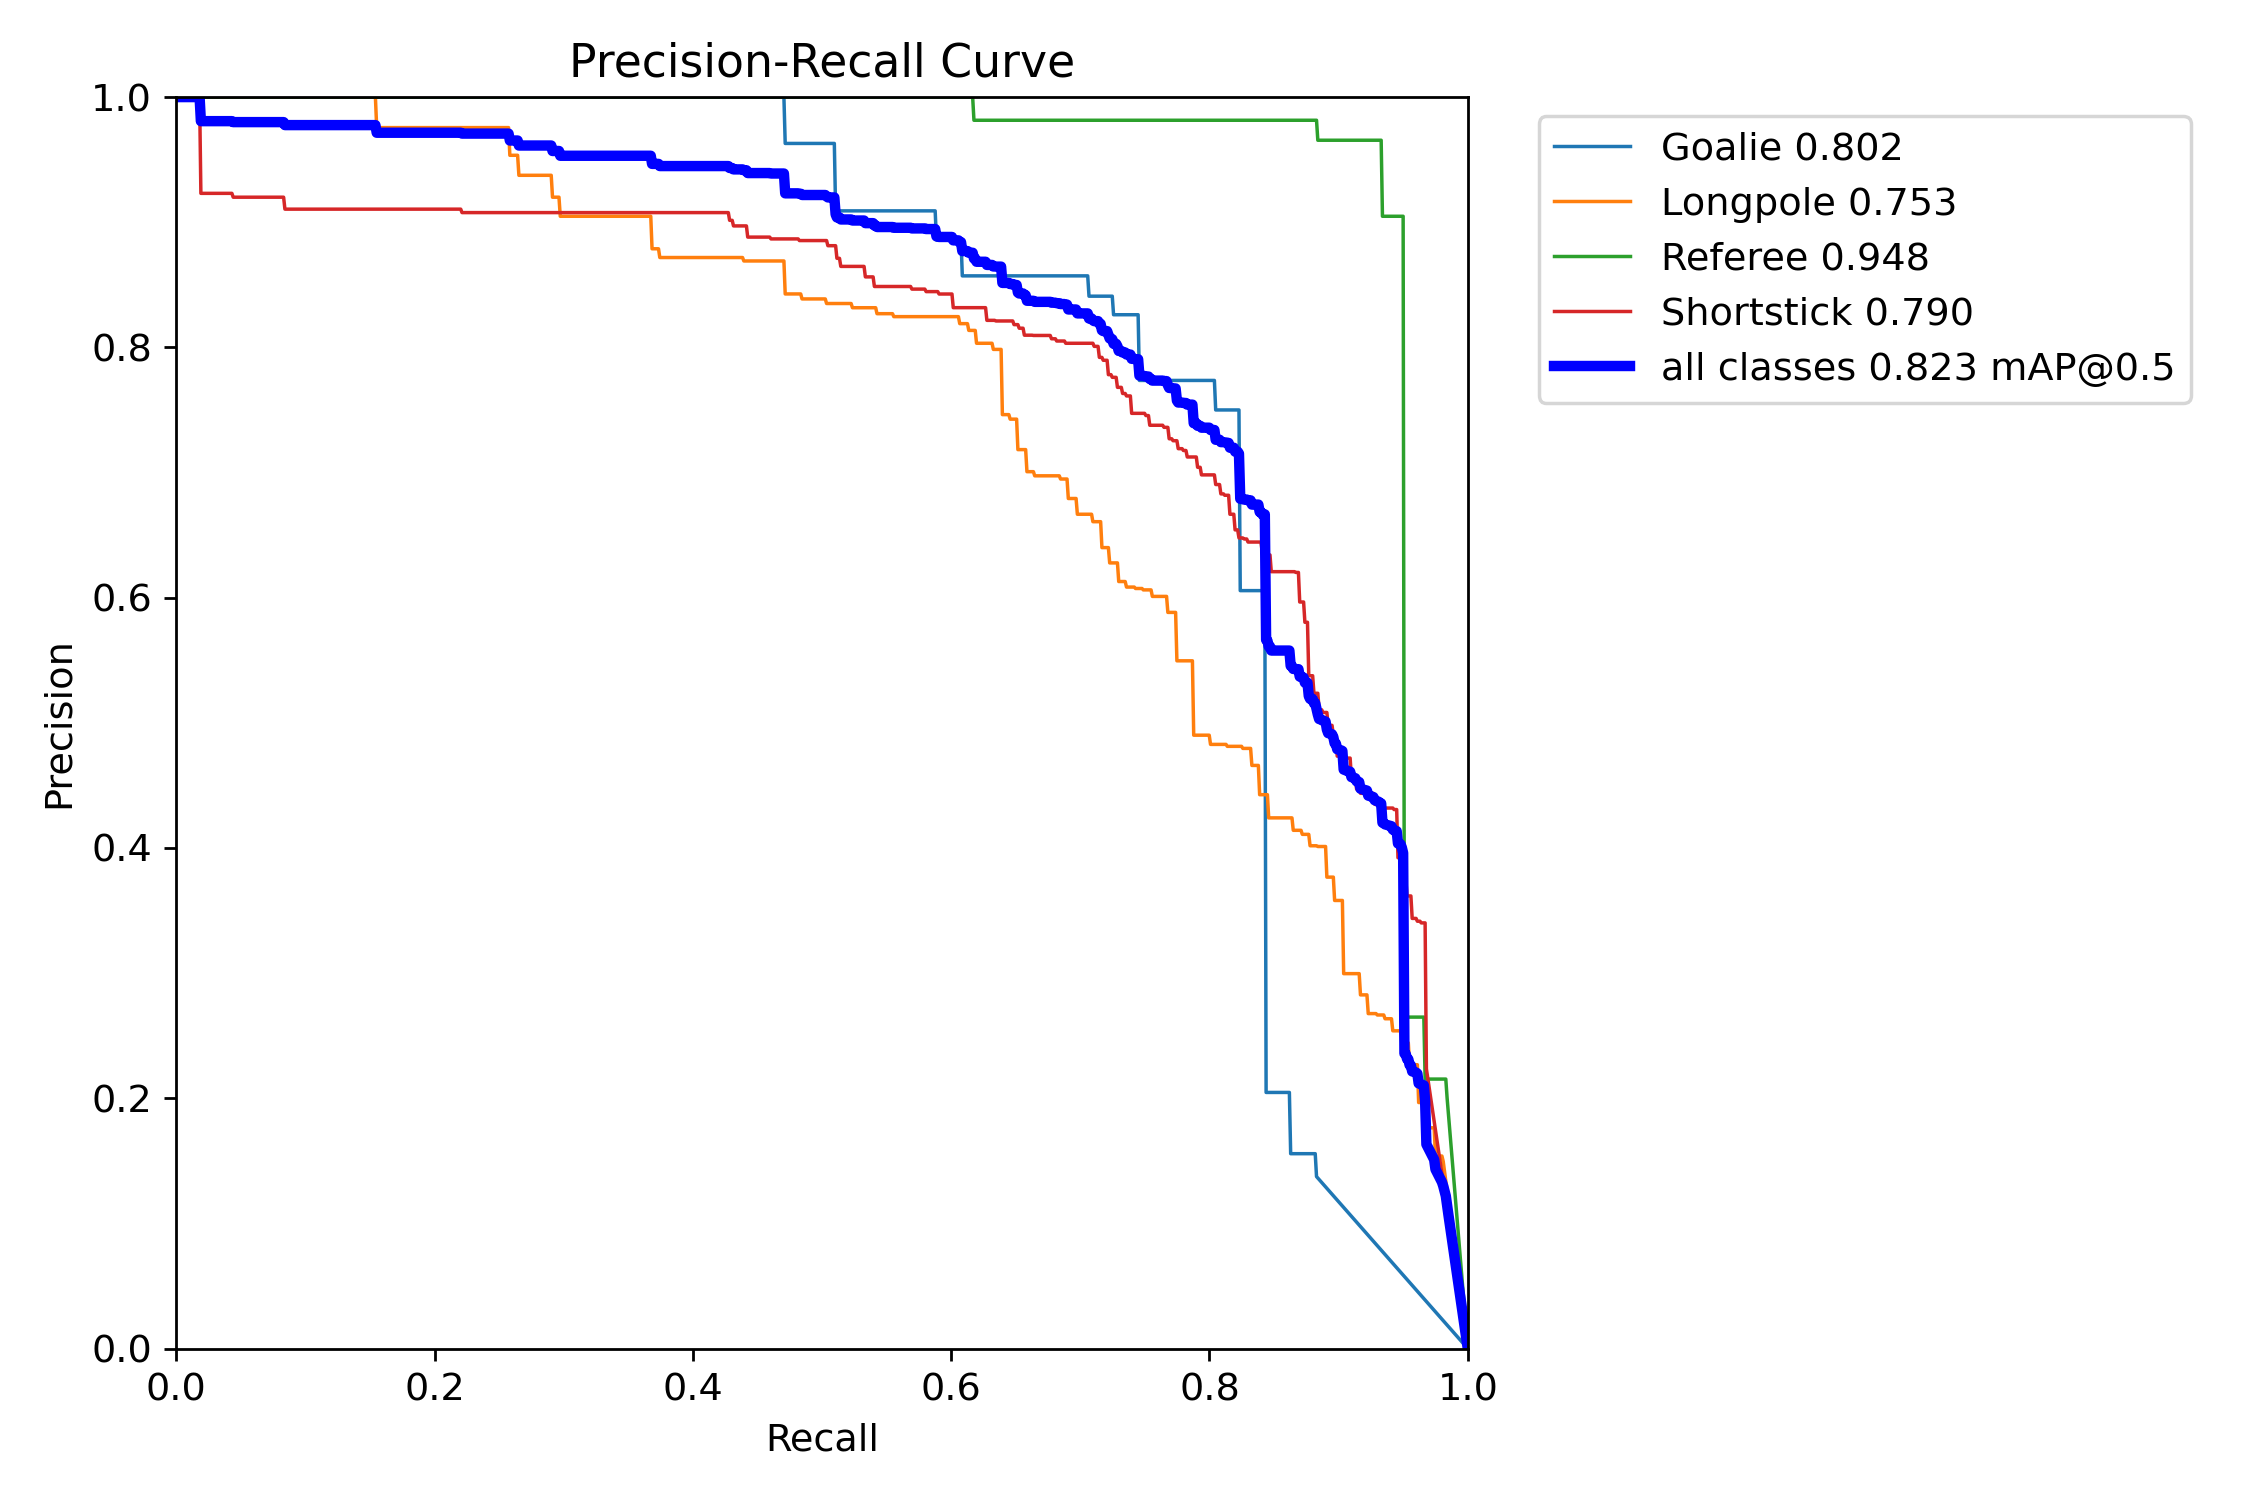 Precision-Recall Curve
1.0
0.8
0.6
0.4
0.2
0.0
Precision
0.0 0.2 0.4 0.6 0.8 1.0
Recall
Goalie 0.802
Longpole 0.753
Referee 0.948
Shortstick 0.790
all classes 0.823 mAP@0.5